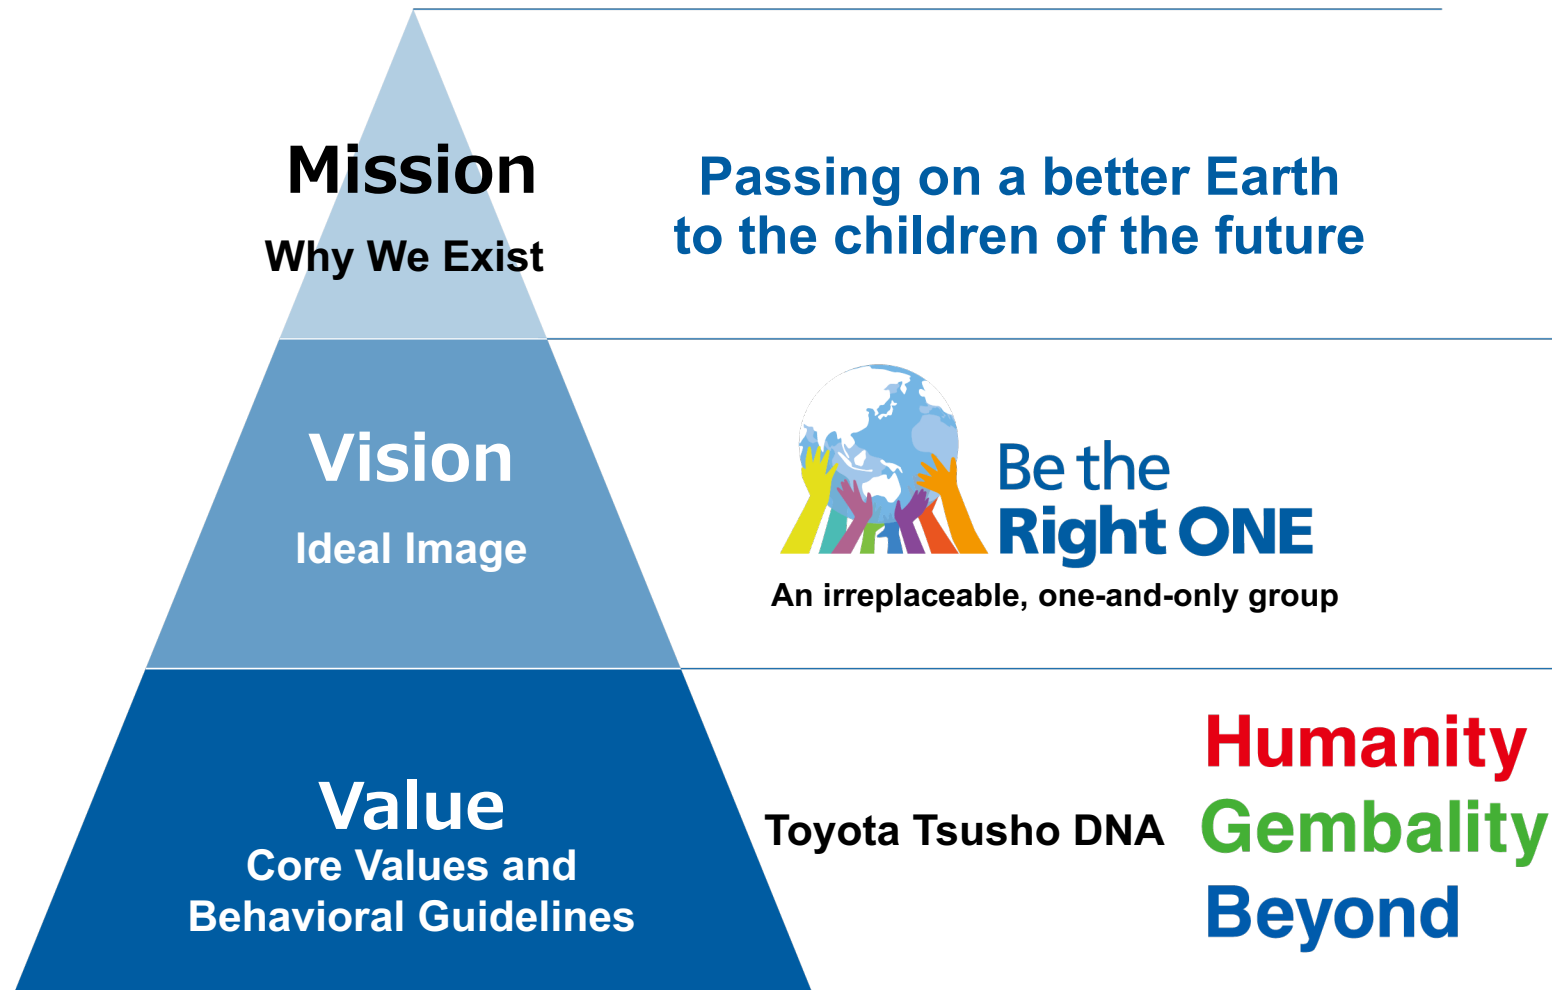 Mission
Why We Exist
Passing on a better Earth
to the children of the future
Vision
Ideal Image
Be the
Right ONE
An irreplaceable, one-and-only group
Value
Core Values and
Behavioral Guidelines
Toyota Tsusho DNA
Humanity
Gembality
Beyond